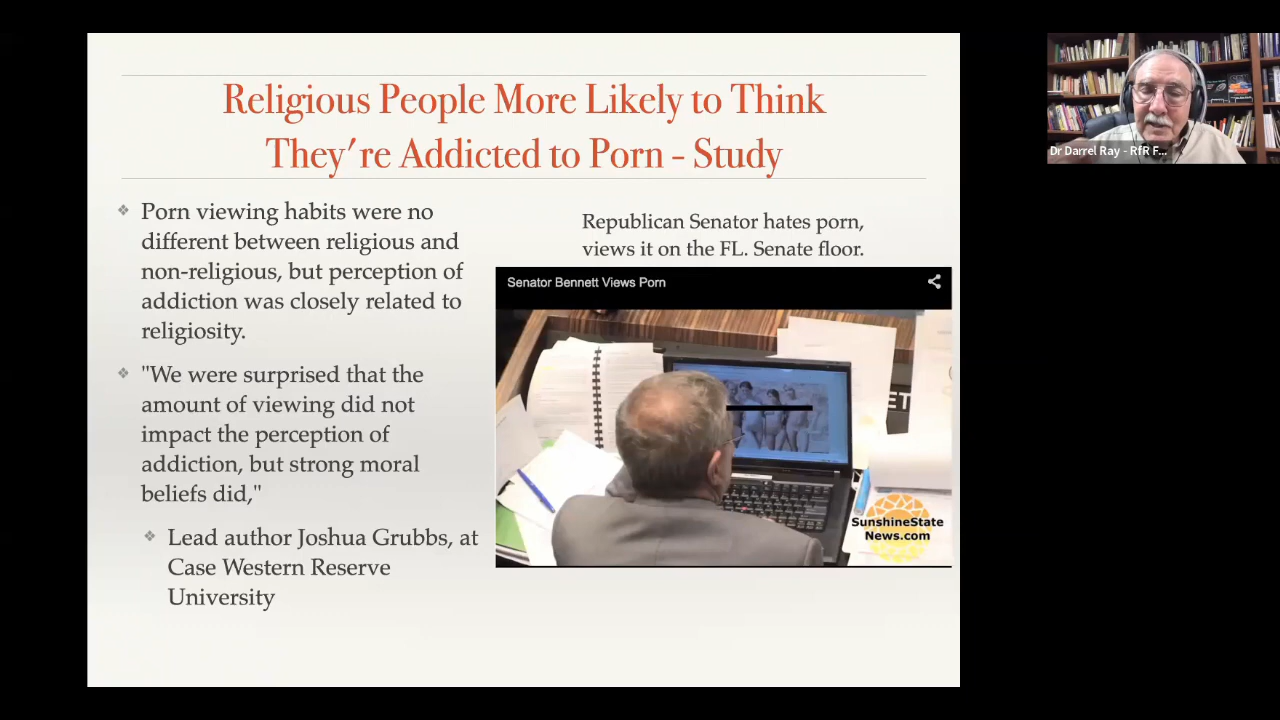 Religious People More Likely to Think
They're Addicted to Porn - Study
Porn viewing habits were no
different between religious and
non-religious, but perception of
addiction was closely related to
religiosity.
"We were surprised that the
amount of viewing did not
impact the perception of
addiction, but strong moral
beliefs did,"
Lead author Joshua Grubbs, at
Case Western Reserve
University
Republican Senator hates porn,
views it on the FL. Senate floor.
Senator Bennett Views Porn
ET
SunshineState
News.com
Dr Darrel Ray - RfR F...